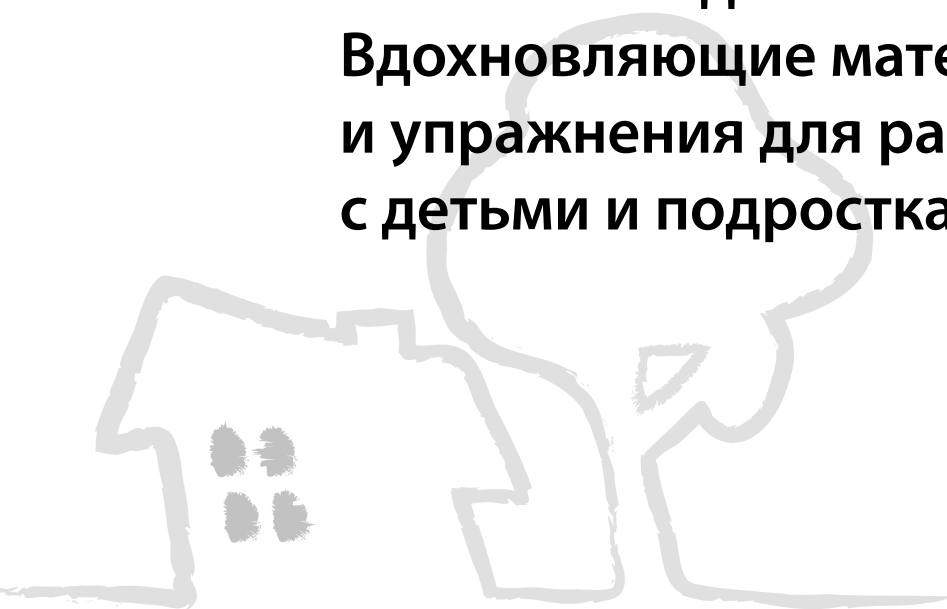 Вдохновляющие мате
и упражнения для ра
с детьми и подростка